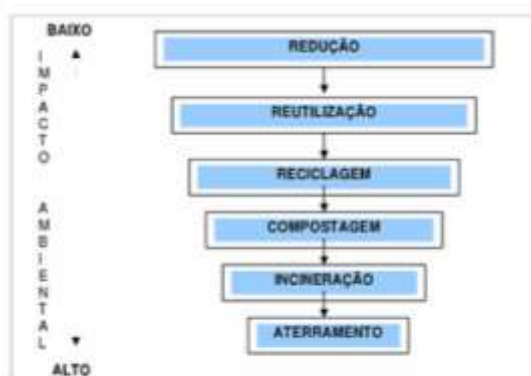 BAIXO
IMPACTO AMBIENTAL
ALTO
REDUÇÃO
REUTILIZAÇÃO
RECICLAGEM
COMPOSTAGEM
INCINERAÇÃO
ATERRAMENTO